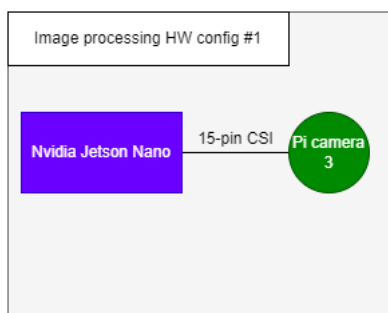 Image processing HW config #1
Nvidia Jetson Nano
15-pin CSI
Pi camera
3